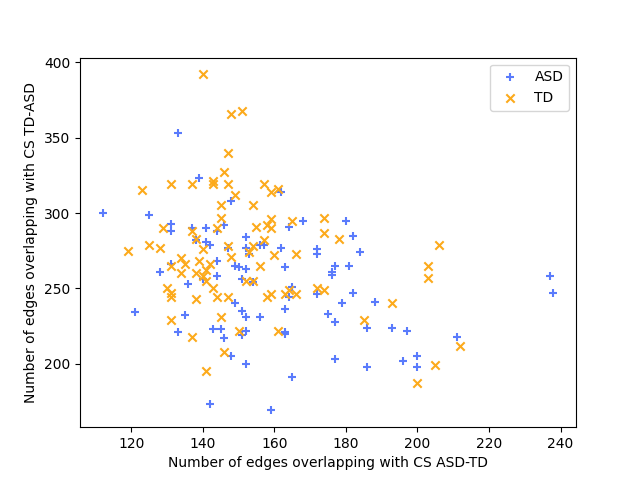 400
350
300
250
200
Number of edges overlapping with CS TD-ASD
ASD
TD
120 140 160 180 200 220 240
Number of edges overlapping with CS ASD-TD